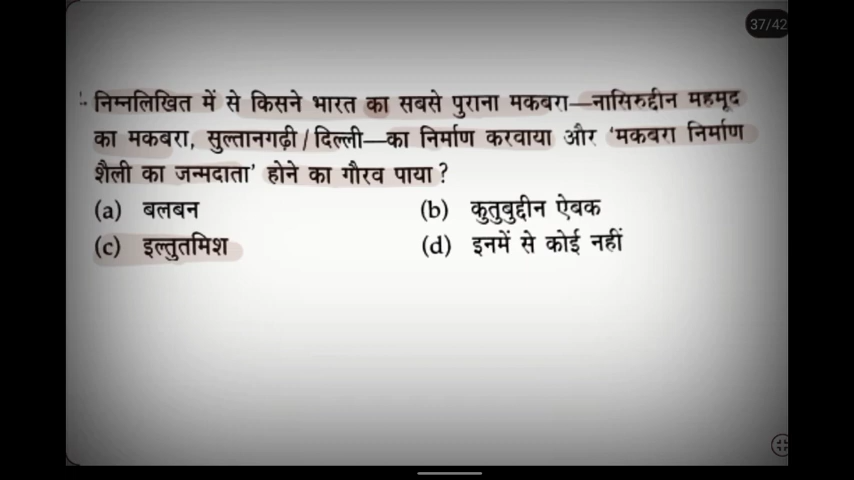 37/42
निम्नलिखित में से किसने भारत का सबसे पुराना मकबरा—नासिरुद्दीन महमूद
का मकबरा, सुल्तानगढ़ी / दिल्ली—का निर्माण करवाया और ‘मकबरा निर्माण
शैली का जन्मदाता’ होने का गौरव पाया ?
(a) बलबन (b) कुतुबुद्दीन ऐबक
(c) इल्तुतमिश (d) इनमें से कोई नहीं